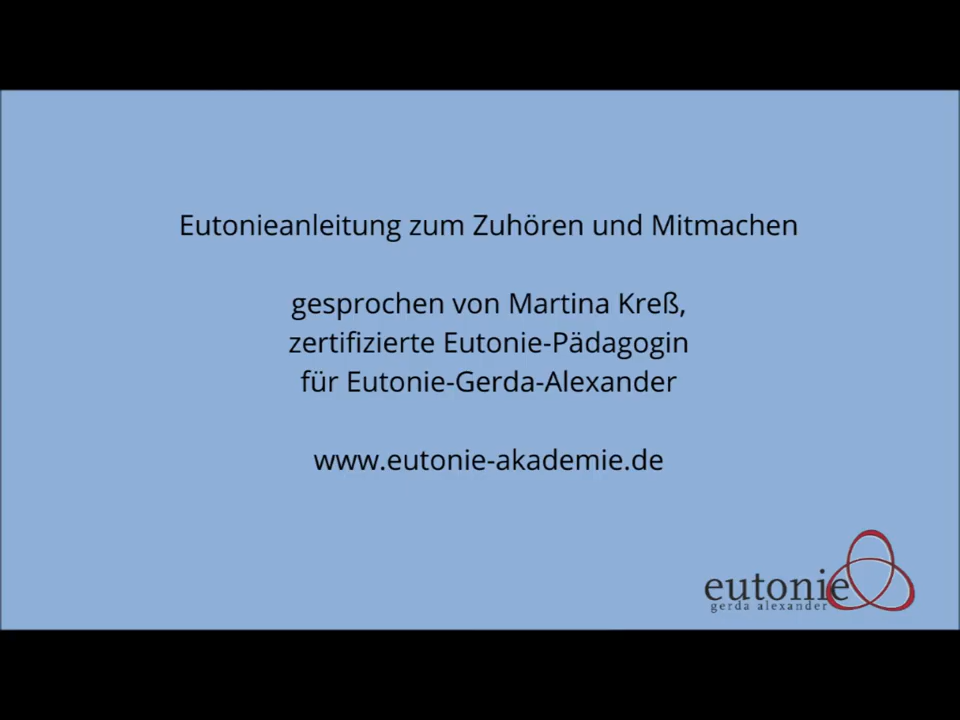 Eutonieanleitung zum Zuhören und Mitmachen
gesprochen von Martina Kreß,
zertifizierte Eutonie-Pädagogin
für Eutonie-Gerda-Alexander
www.eutonie-akademie.de
eutonie
gerda alexander